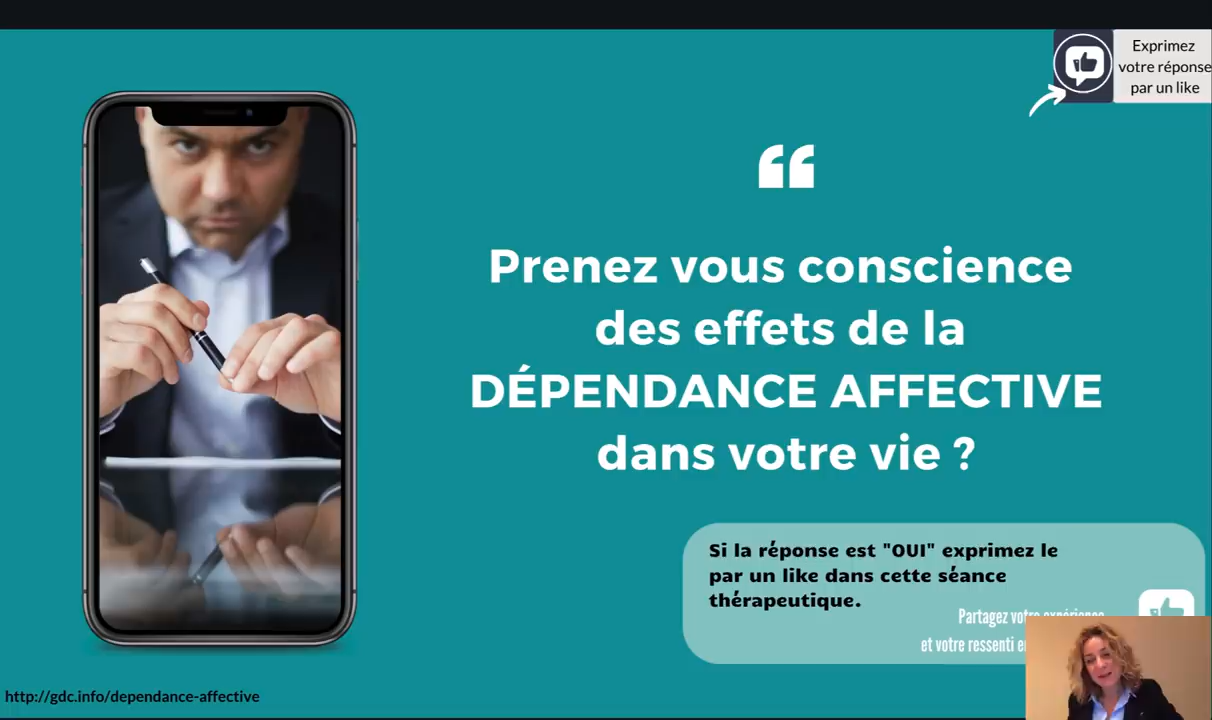 Exprimez
votre réponse
par un like
Prenez vous conscience
des effets de la
DÉPENDANCE AFFECTIVE
dans votre vie ?
Si la réponse est "OUI" exprimez le
par un like dans cette séance
thérapeutique.
Partagez votre expérience
et votre ressenti
http://gdc.info/dependance-affective